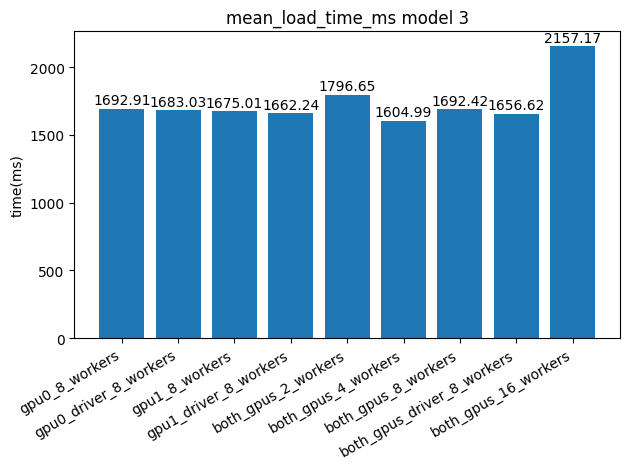 mean_load_time_ms model 3
time(ms)
2000
1500
1000
500
0
1692.91
1683.03
1675.01
1662.24
1796.65
1604.99
1692.42
1656.62
2157.17
gpu0_8_workers
gpu0_driver_8_workers
gpu1_8_workers
gpu1_driver_8_workers
both_gpus_2_workers
both_gpus_4_workers
both_gpus_8_workers
both_gpus_driver_8_workers
both_gpus_16_workers